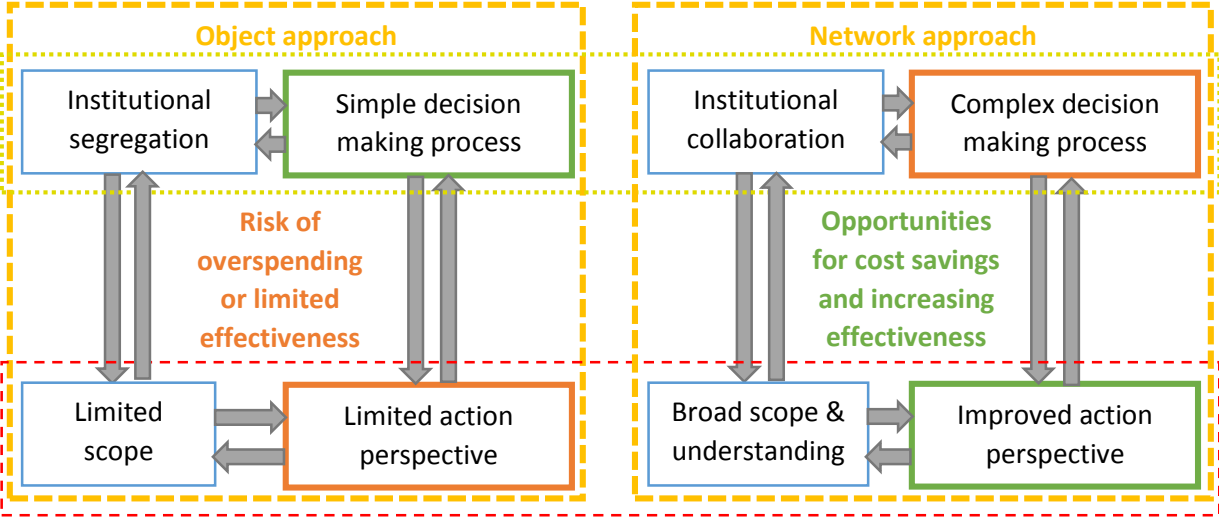 Object approach
Institutional
segregation
Simple decision
making process
Risk of
overspending
or limited
effectiveness
Limited
scope
Limited action
perspective
Network approach
Institutional
collaboration
Complex decision
making process
Opportunities
for cost savings
and increasing
effectiveness
Broad scope &
understanding
Improved action
perspective